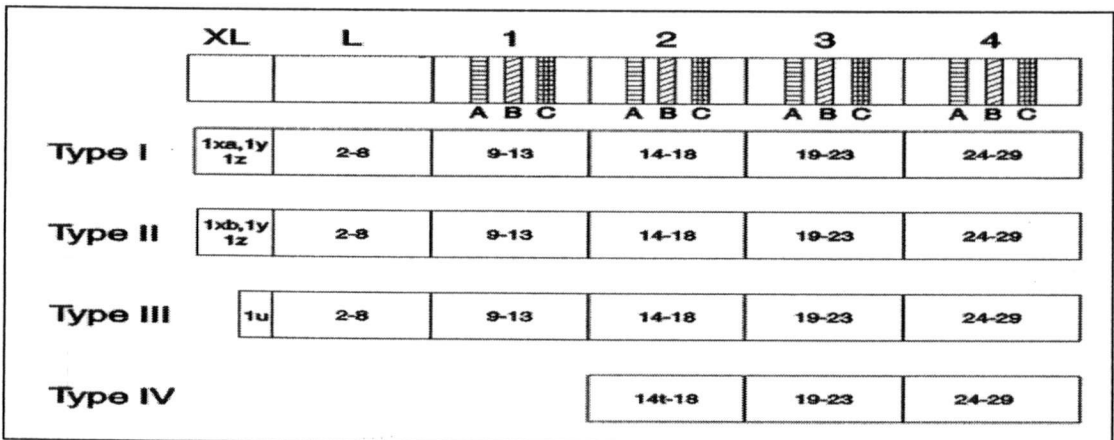 XL L 1 2 3 4
A B C A B C A B C A B C
Type I 1xa,1y 1z 2-8 9-13 14-18 19-23 24-29
Type II 1xb,1y 1z 2-8 9-13 14-18 19-23 24-29
Type III 1u 2-8 9-13 14-18 19-23 24-29
Type IV 14t-18 19-23 24-29